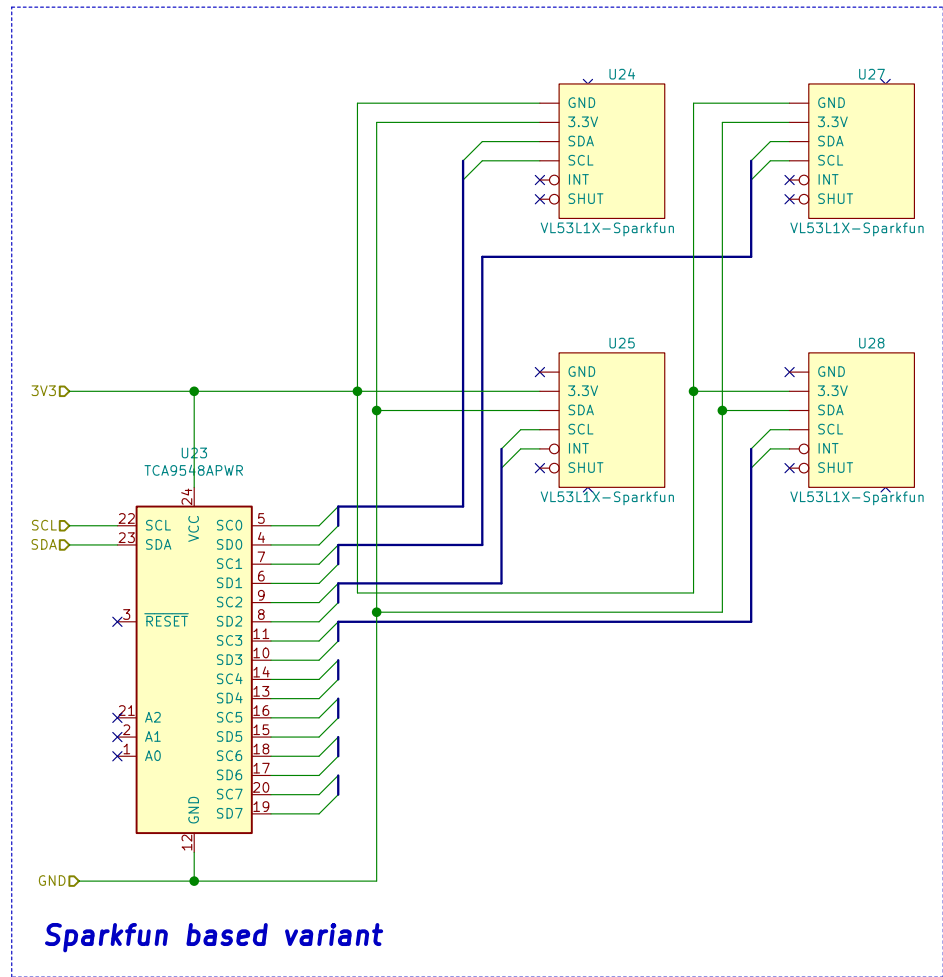 U24
GND
3.3V
SDA
SCL
INT
SHUT
VL53L1X-Sparkfun
U27
GND
3.3V
SDA
SCL
INT
SHUT
VL53L1X-Sparkfun
U25
GND
3.3V
SDA
SCL
INT
SHUT
VL53L1X-Sparkfun
U28
GND
3.3V
SDA
SCL
INT
SHUT
VL53L1X-Sparkfun
3V3
U23
TCA9548APWR
24
VCC
SCL 22 SCL SC0 5
SDA 23 SDA SD0 4
SC1 7
SD1 6
SC2 9
3 RESET SD2 8
SC3 11
SD3 10
SC4 14
SD4 13
21 A2 SC5 16
2 A1 SD5 15
1 A0 SC6 18
SD6 17
SC7 20
SD7 19
GND
12
GND
Sparkfun based variant